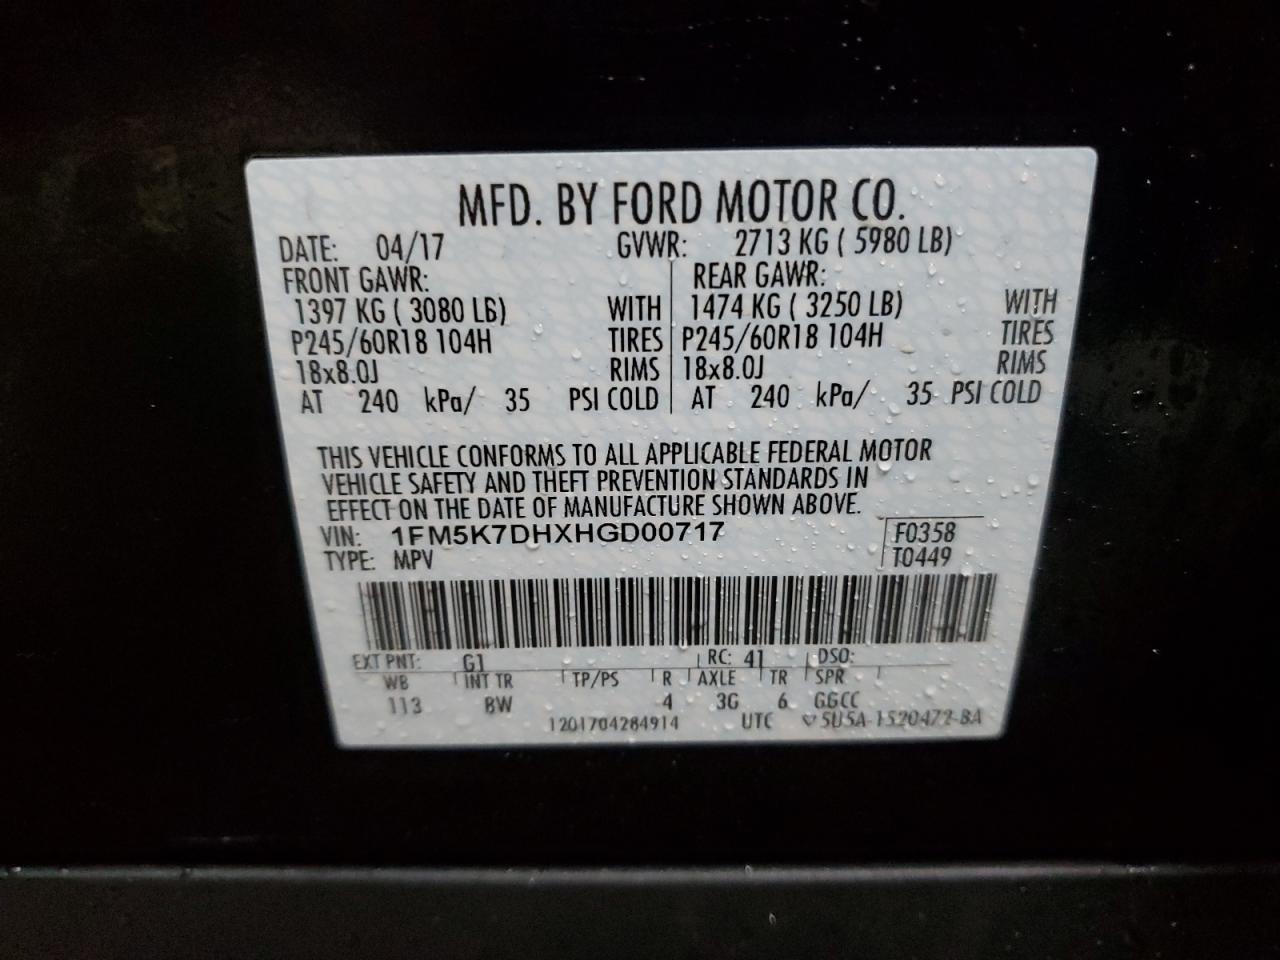 MFD. BY FORD MOTOR CO.
DATE: 04/17 GVWR: 2713 KG ( 5980 LB)
FRONT GAWR: REAR GAWR:
1397 KG ( 3080 LB) WITH 1474 KG ( 3250 LB) WITH
P245/60R18 104H TIRES P245/60R18 104H TIRES
18x8.0J RIMS 18x8.0J RIMS
AT 240 kPa/ 35 PSI COLD AT 240 kPa/ 35 PSI COLD
THIS VEHICLE CONFORMS TO ALL APPLICABLE FEDERAL MOTOR
VEHICLE SAFETY AND THEFT PREVENTION STANDARDS IN
EFFECT ON THE DATE OF MANUFACTURE SHOWN ABOVE.
VIN: 1FM5K7DHXHGD00717 F0358
TYPE: MPV T0449
EXT PNT: G1 RC: 41 DSO:
WB INT TR TP/PS R AXLE TR SPR
113 BW 4 3G 6 GGCC
1201704284914 UTC 5U5A-1520472-BA